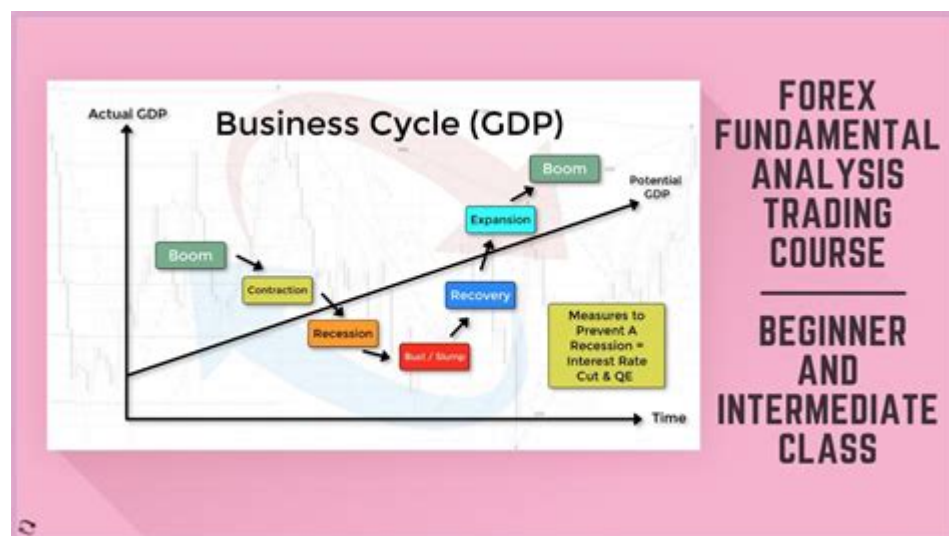 Actual GDP
Business Cycle (GDP)
Boom
Potential
GDP
Expansion
Boom
Contraction
Recovery
Recession
Bust / Slump
Measures to
Prevent A
Recession =
Interest Rate
Cut & QE
Time
FOREX
FUNDAMENTAL
ANALYSIS
TRADING
COURSE
BEGINNER
AND
INTERMEDIATE
CLASS